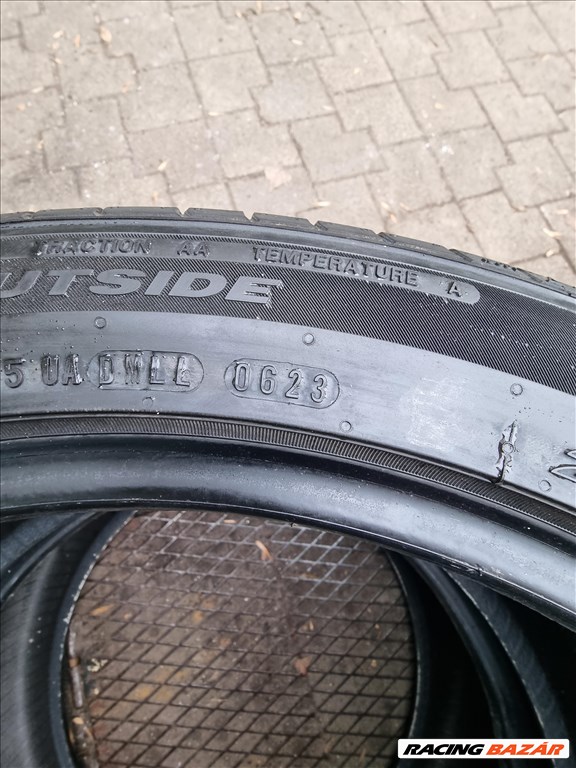 TRACTION AA TEMPERATURE A
UTSIDE
5 UA DWLL 0623
RACING BAZÁR